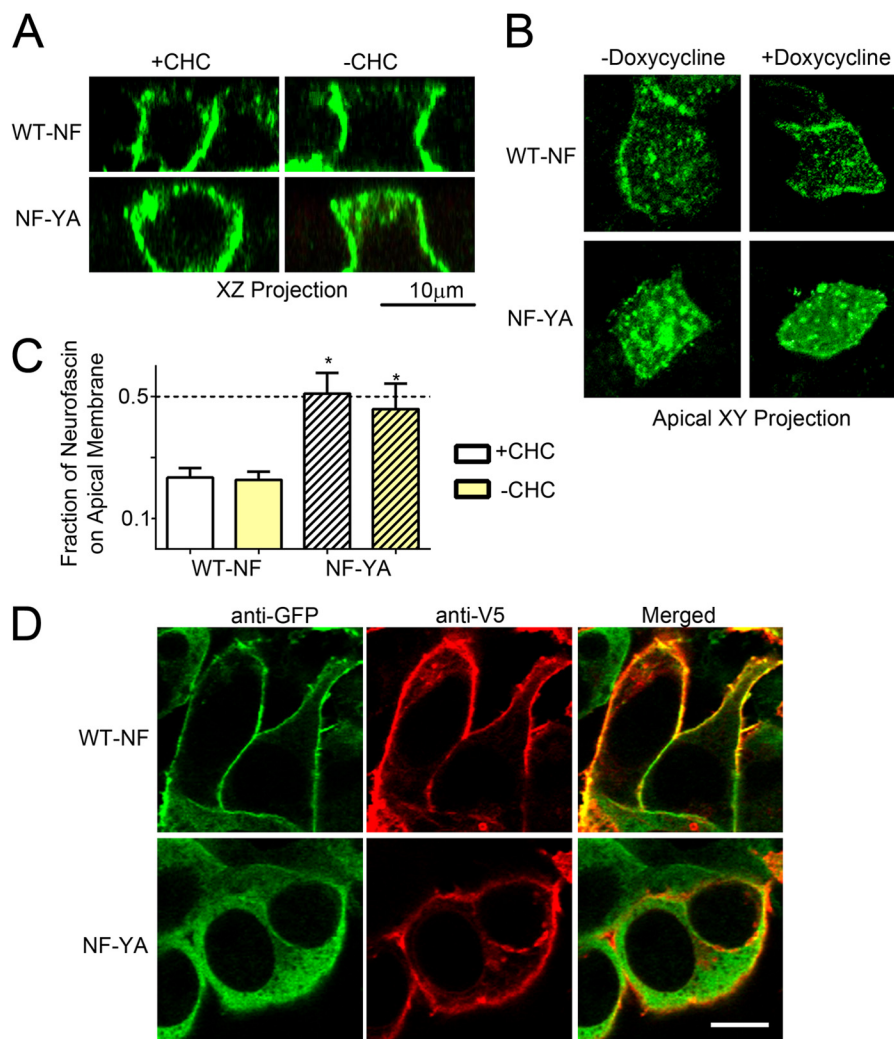 A
+CHC
-CHC
WT-NF
NF-YA
XZ Projection
10μm
B
-Doxycycline
+Doxycycline
WT-NF
NF-YA
Apical XY Projection
C
Fraction of Neurofascin
on Apical Membrane
0.5
0.1
*
*
WT-NF
NF-YA
+CHC
-CHC
D
anti-GFP
anti-V5
Merged
WT-NF
NF-YA